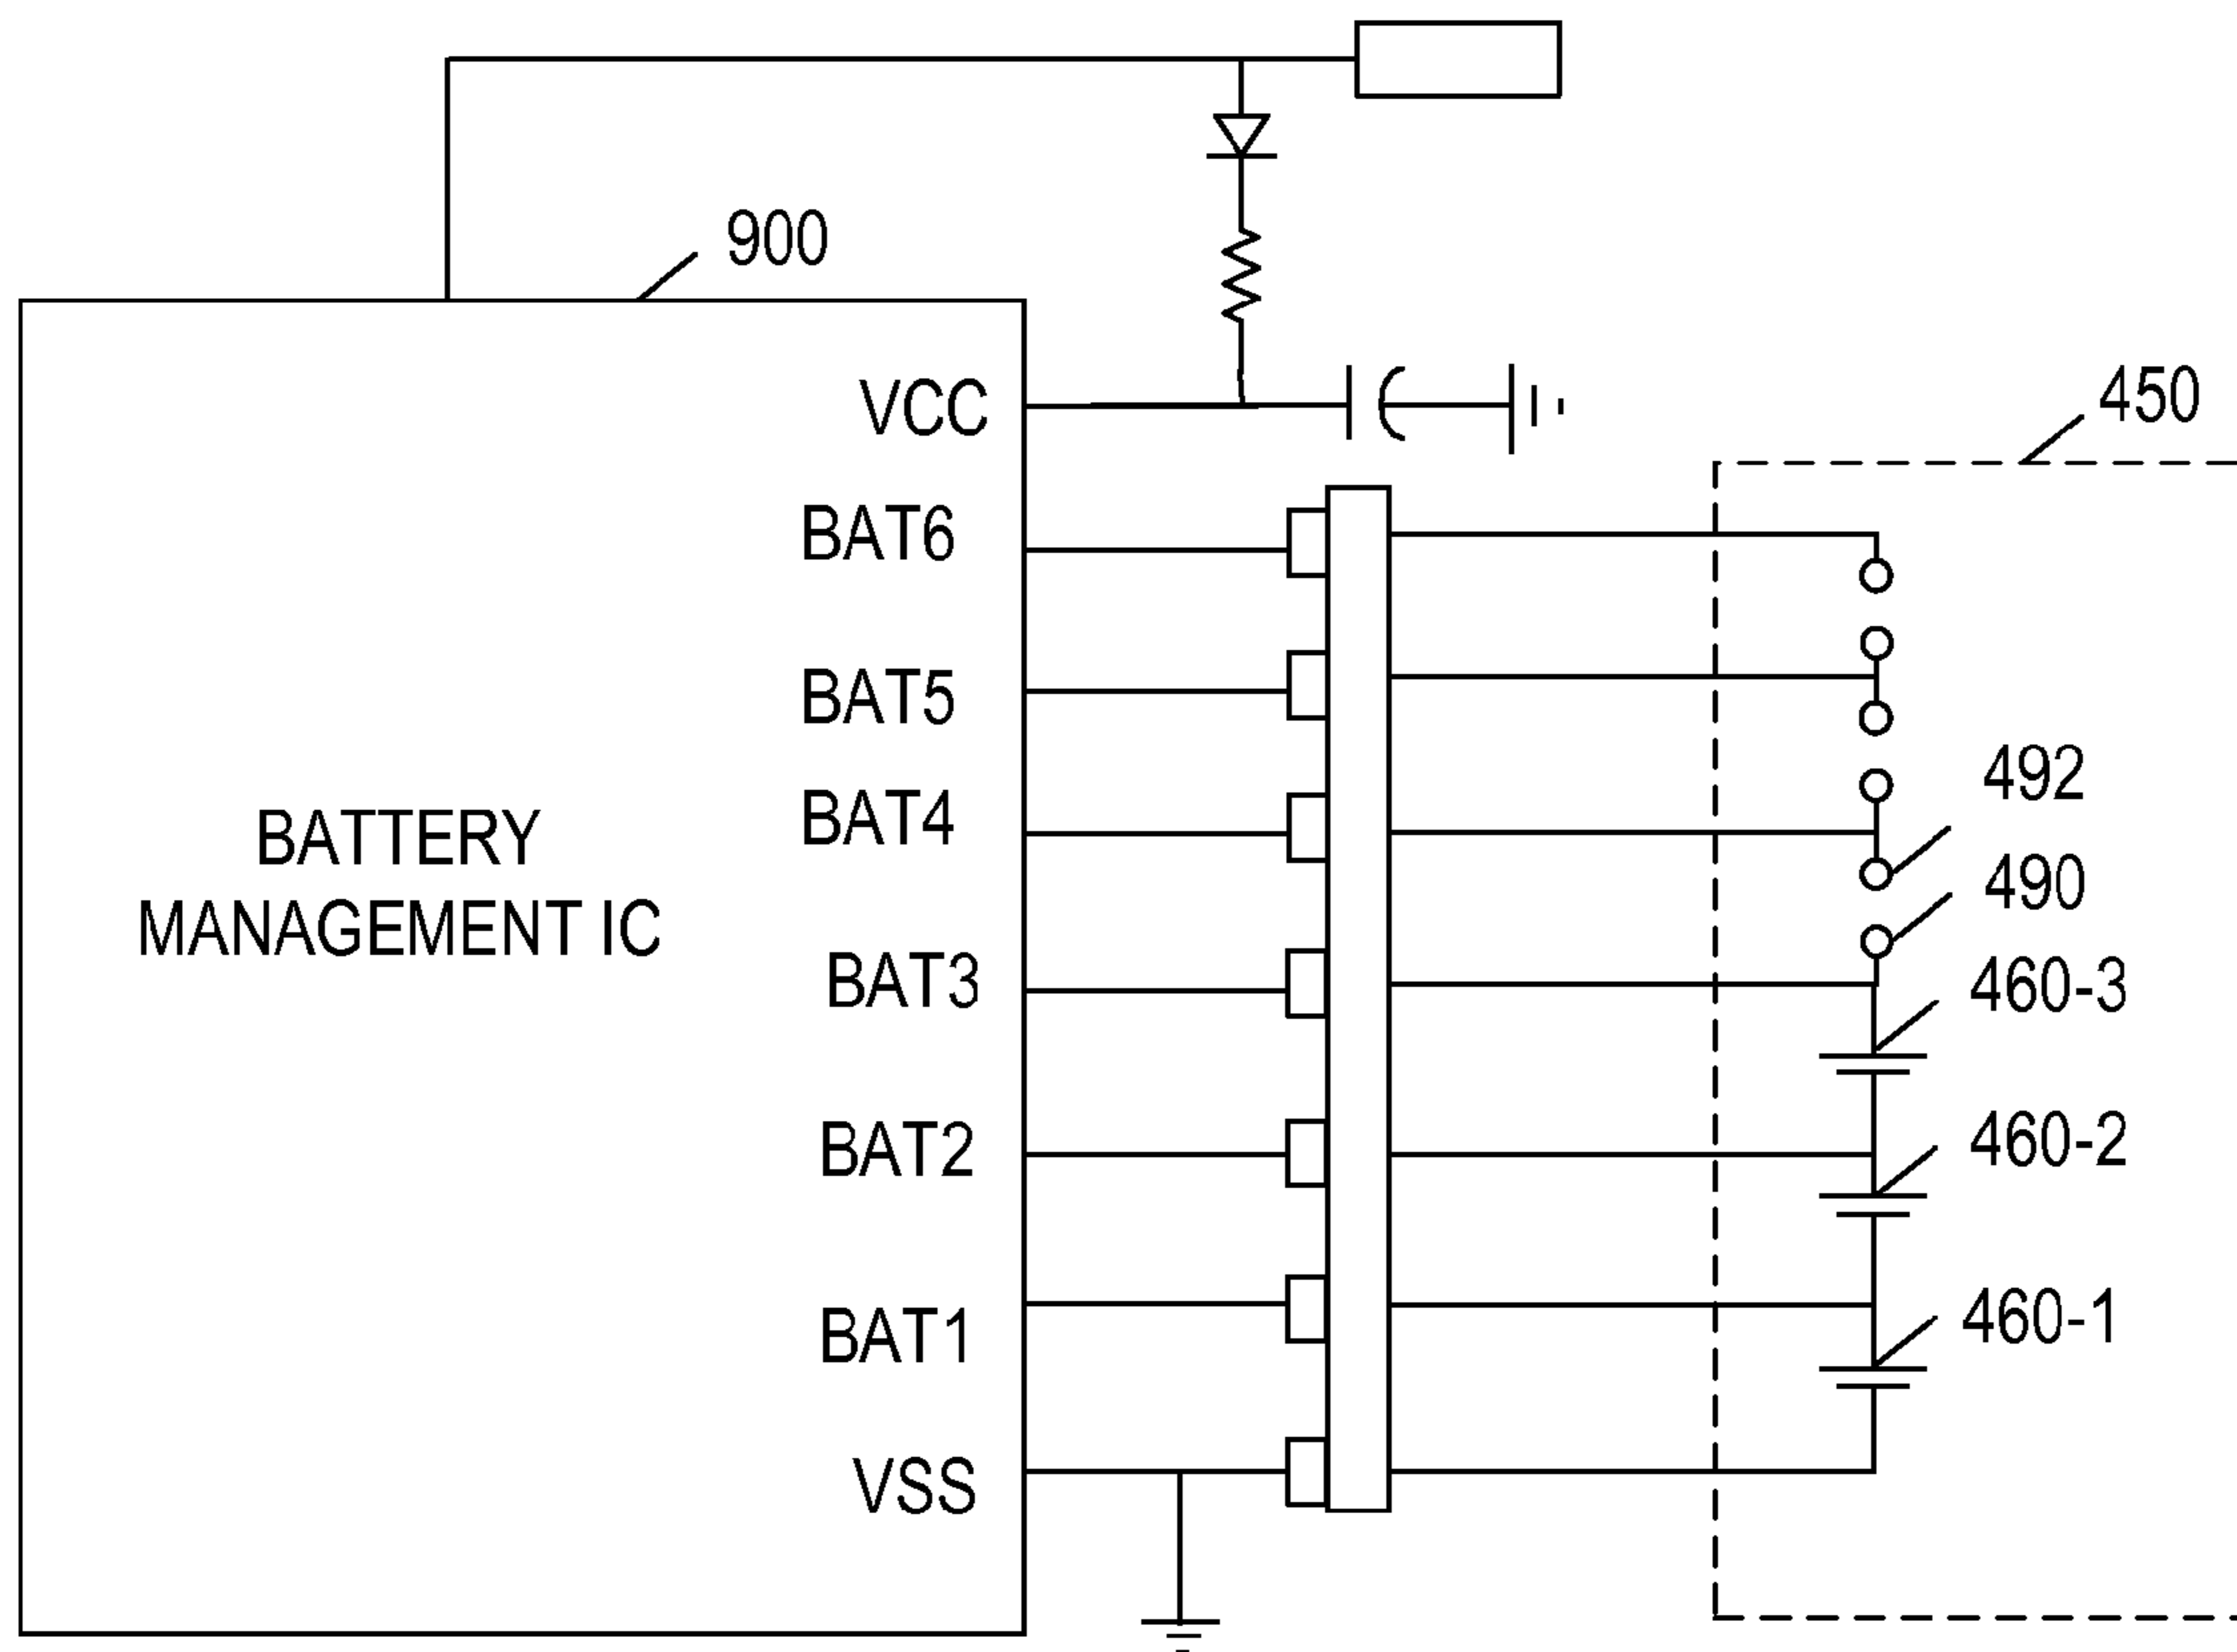 900
VCC
450
BAT6
BAT5
492
BAT4
BATTERY
MANAGEMENT IC
490
BAT3
460-3
BAT2
460-2
BAT1
460-1
VSS